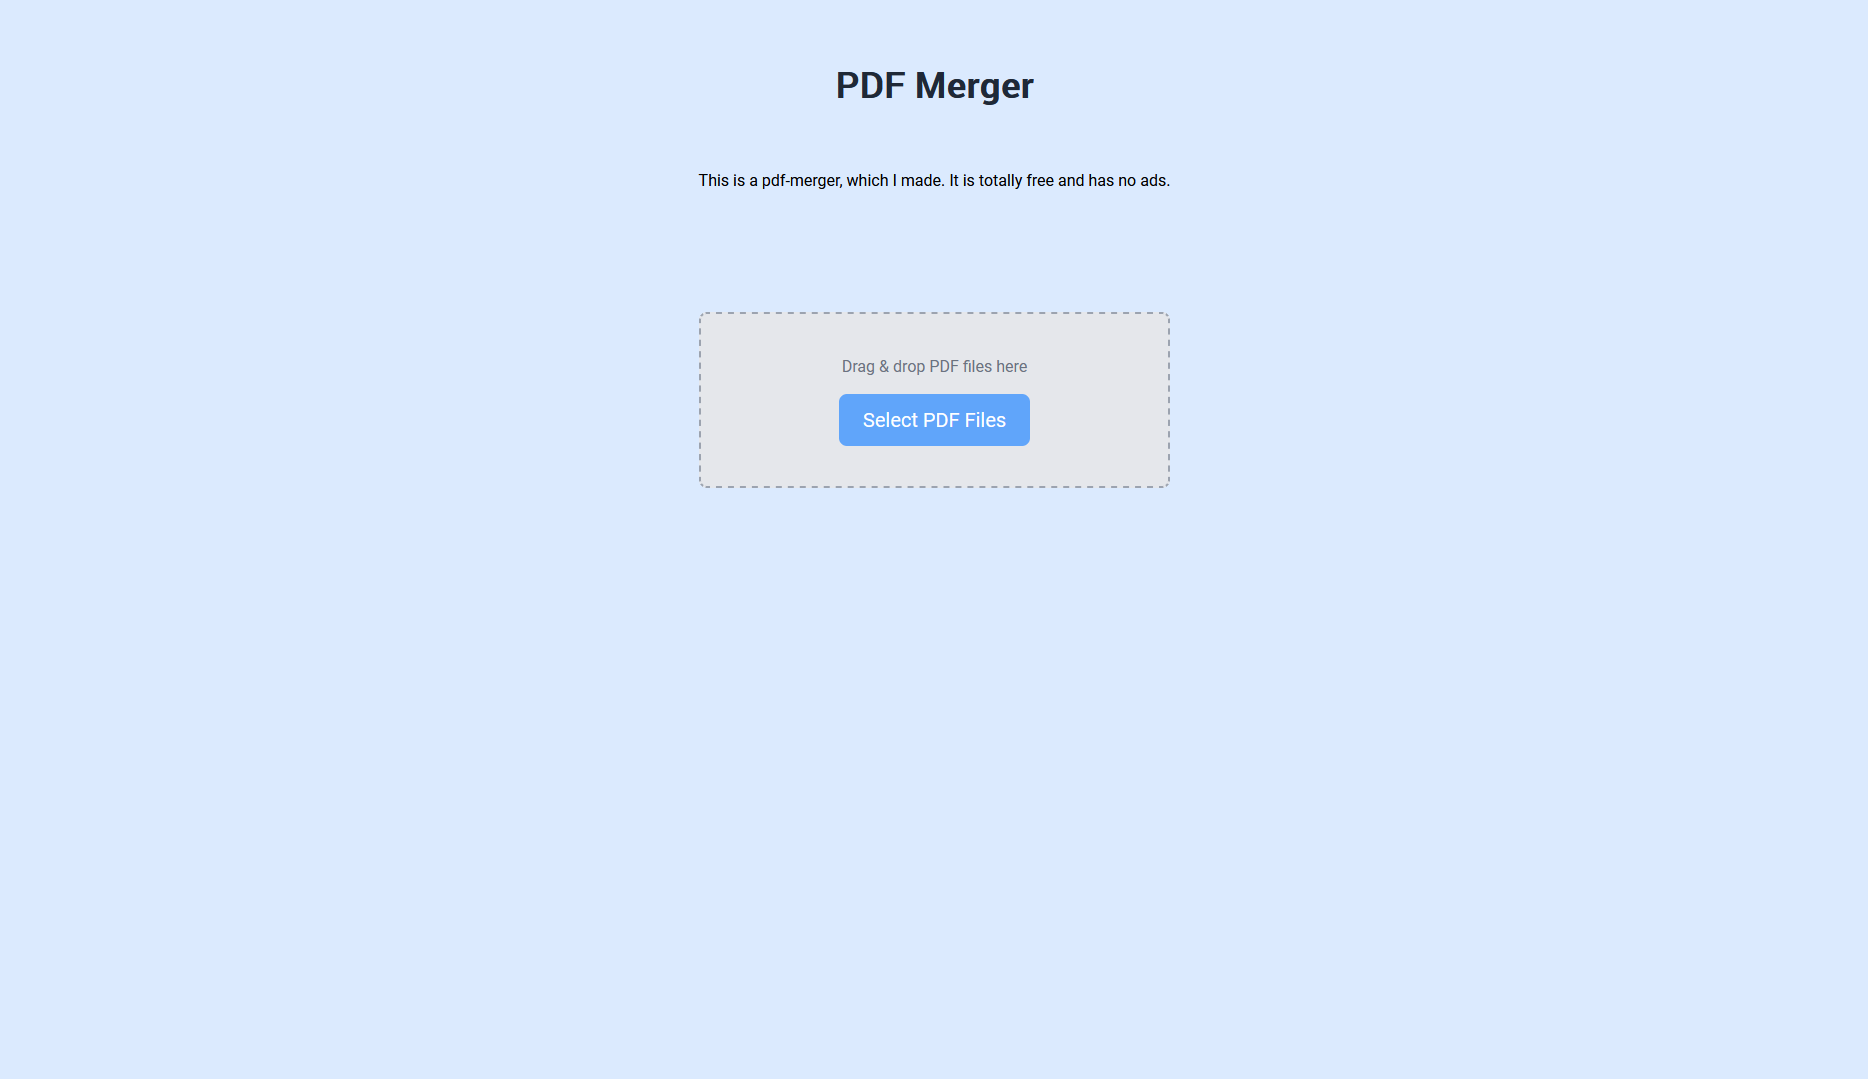 PDF Merger
This is a pdf-merger, which I made. It is totally free and has no ads.
Drag & drop PDF files here
Select PDF Files